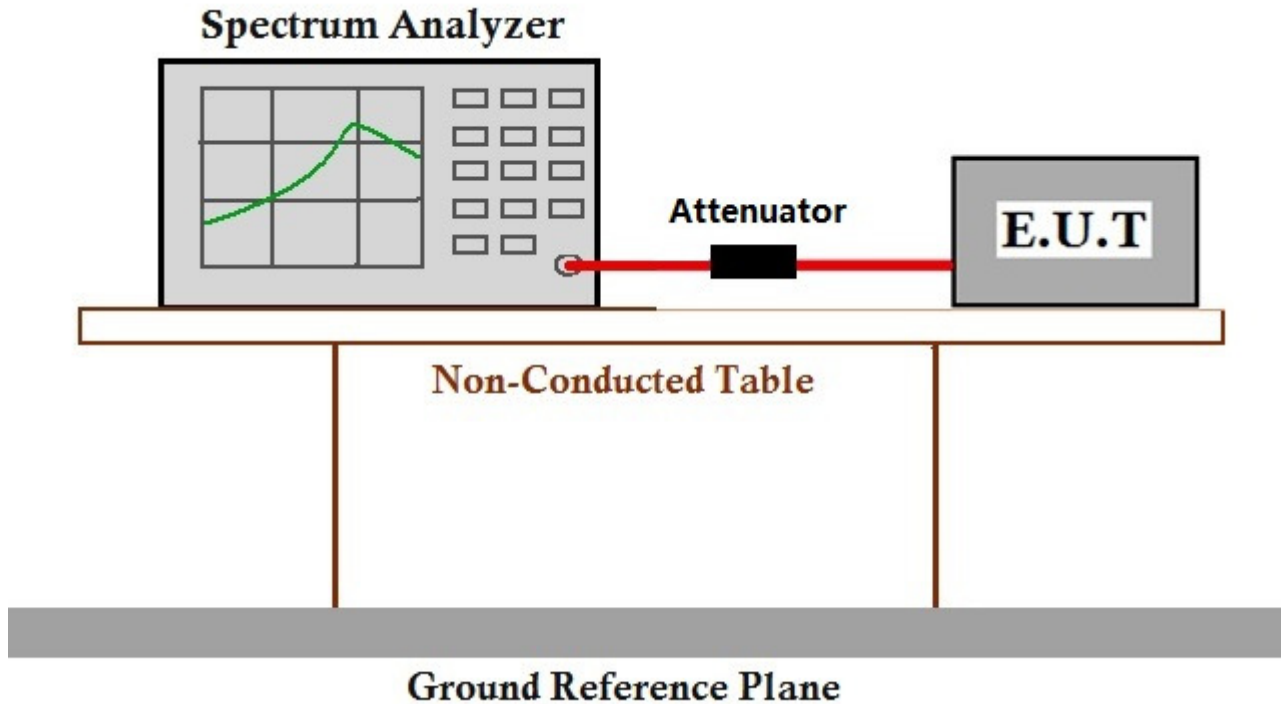 Spectrum Analyzer
Attenuator
E.U.T
Non-Conducted Table
Ground Reference Plane